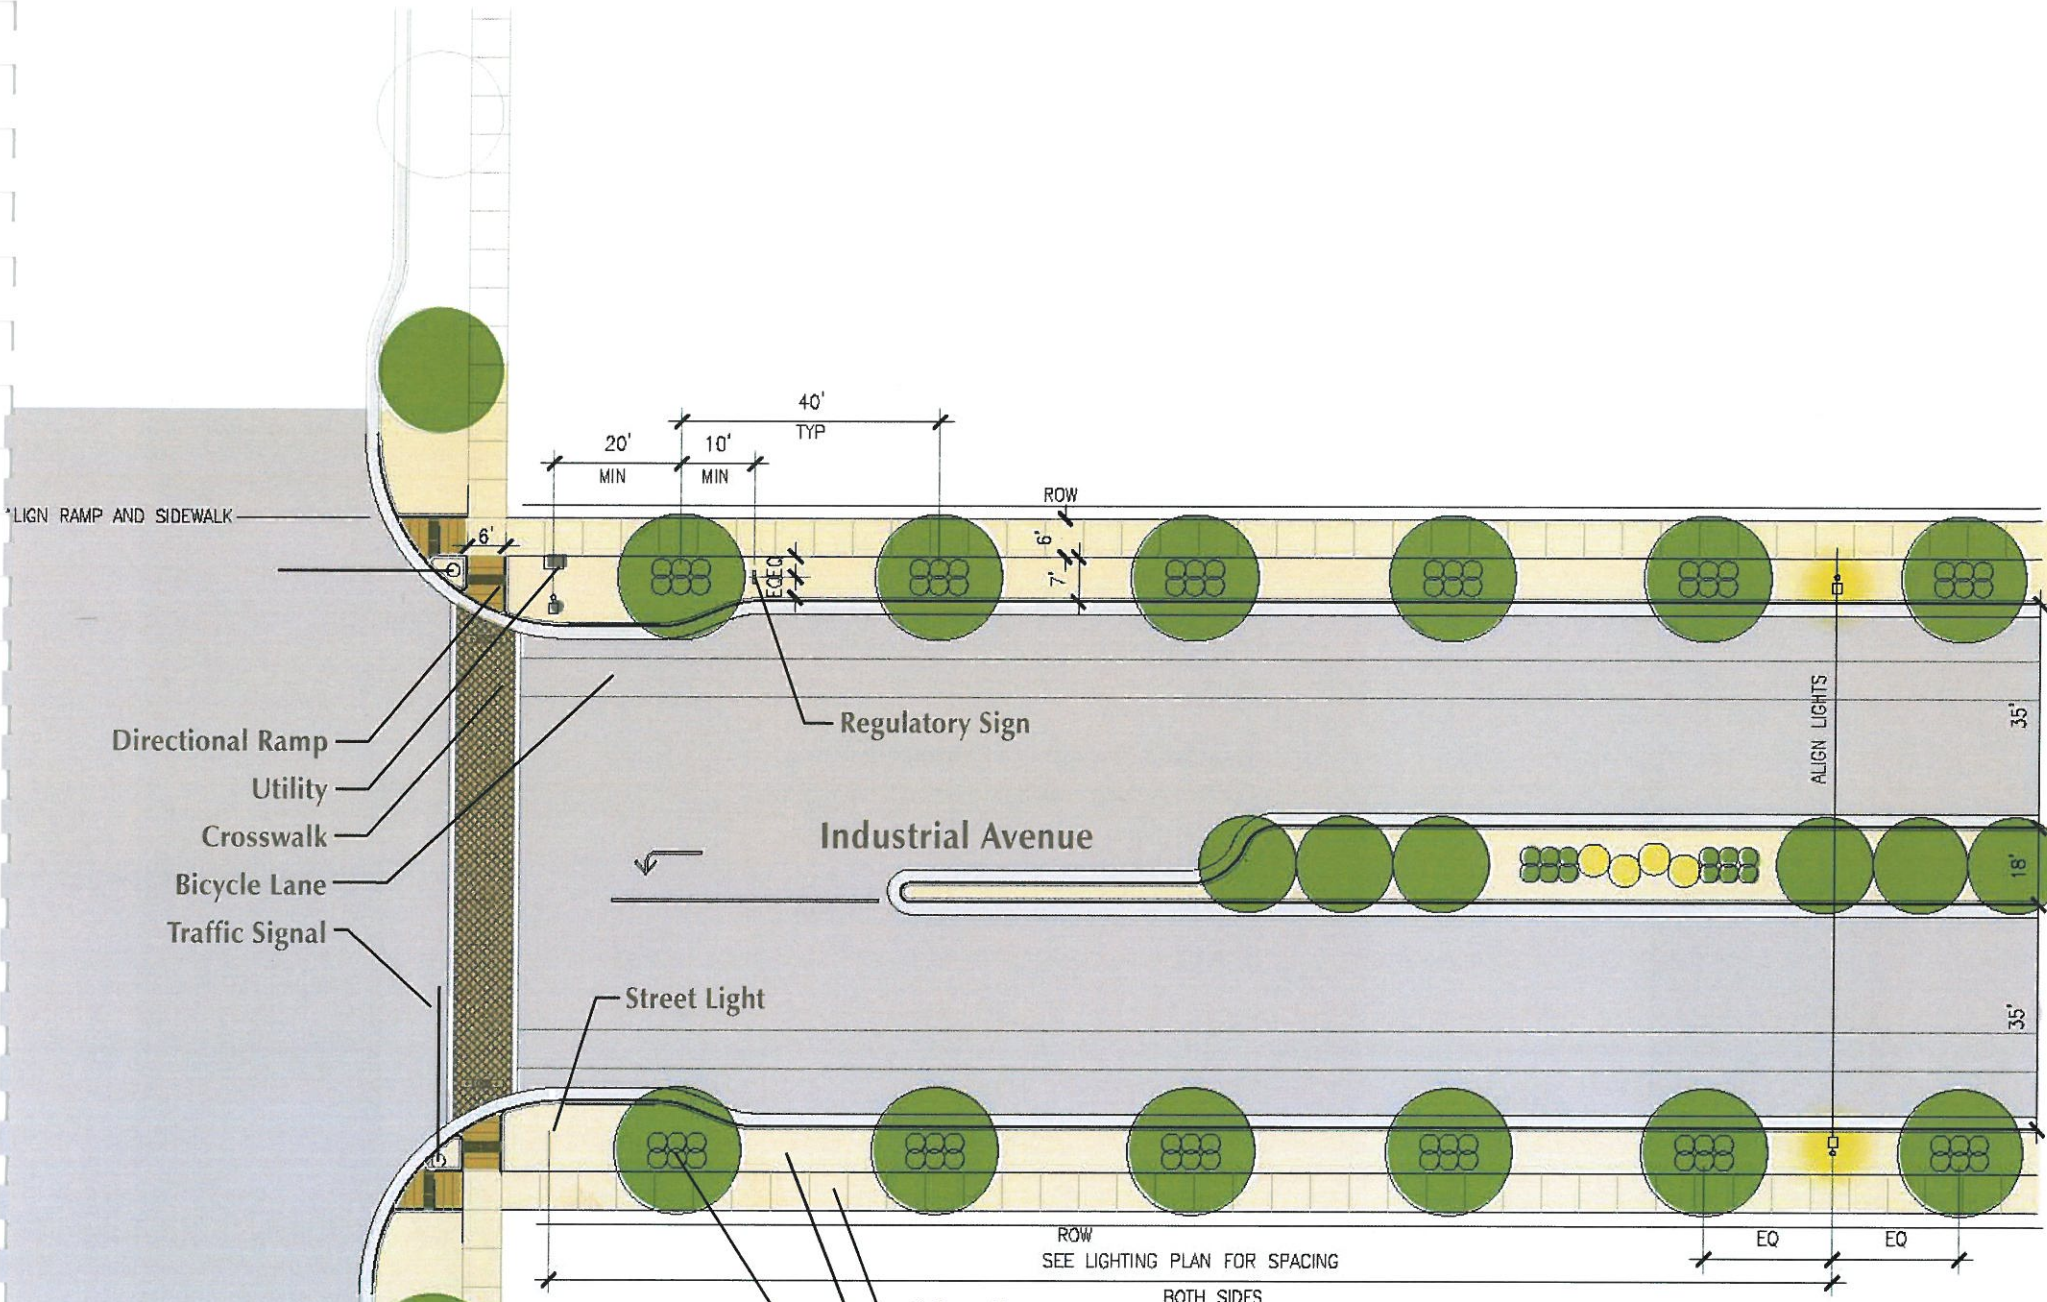 40'
TYP
20'
10'
MIN
MIN
ROW
LIGN RAMP AND SIDEWALK
6'
6'
EQ
EQ
7'
Regulatory Sign
Directional Ramp
Utility
Crosswalk
Bicycle Lane
Traffic Signal
Industrial Avenue
ALIGN LIGHTS
35'
18'
Street Light
35'
ROW
EQ
EQ
SEE LIGHTING PLAN FOR SPACING
BOTH SIDES